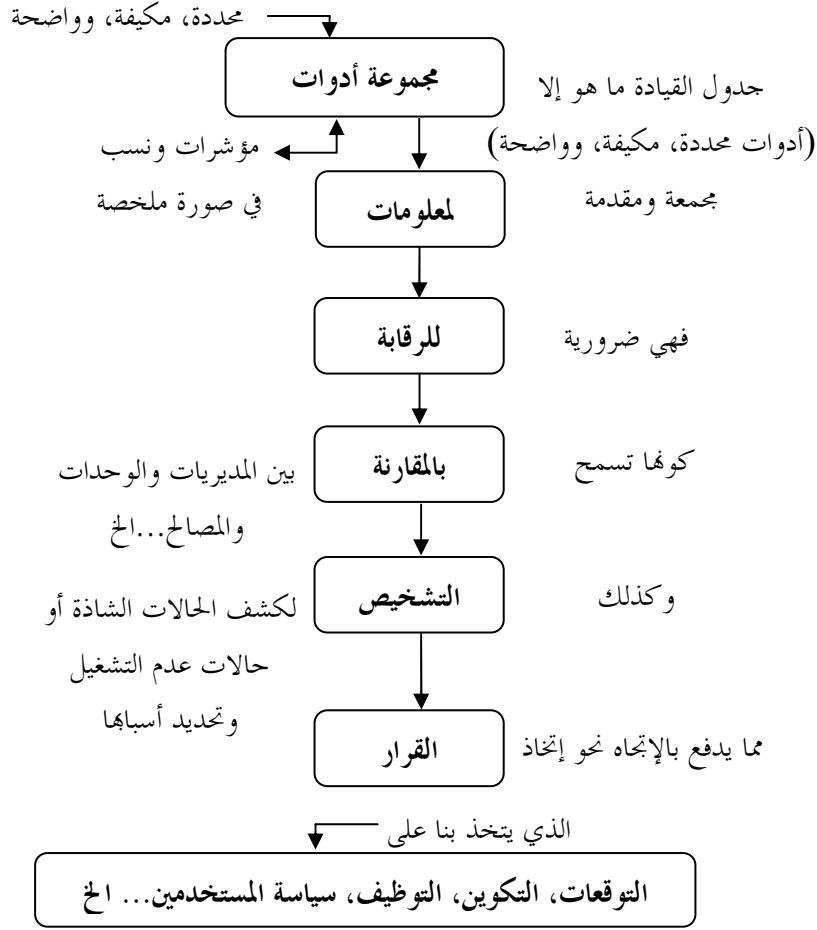 محددة، مكيفة، وواضحة
مجموعة أدوات
جدول القيادة ما هو إلا
(أدوات محددة، مكيفة، وواضحة)
مجمعة ومقدمة
مؤشرات ونسب
في صورة ملخصة
لمعلومات
فهي ضرورية
للرقابة
كونها تسمح
بالمقارنة
بين المديريات والوحدات
والمصالح...الخ
وكذلك
التشخيص
لكشف الحالات الشاذة أو
حالات عدم التشغيل
وتحديد أسبابها
مما يدفع بالإتجاه نحو إتخاذ
القرار
الذي يتخذ بنا على
التوقعات، التكوين، التوظيف، سياسة المستخدمين... الخ